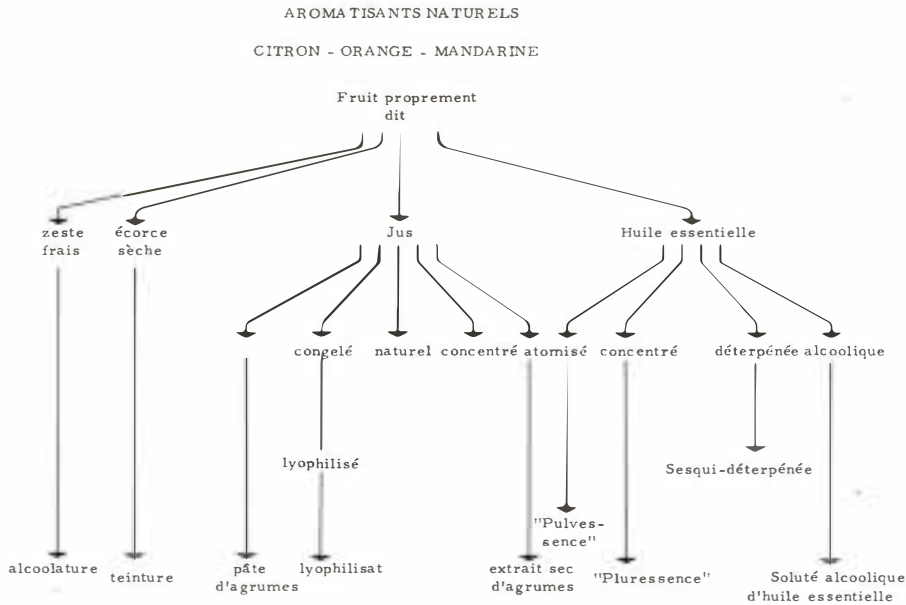 AROMATISANTS NATURELS
CITRON - ORANGE - MANDARINE
Fruit proprement
dit
zeste
frais
écorce
sèche
Jus
Huile essentielle
congelé
naturel
concentré
atomisé
concentré
déterpénée
alcoolique
lyophilisé
Sesqui-déterpénée
"Pulves-
sence"
alcoolature
teinture
pâte
d'agrumes
lyophilisat
extrait sec
d'agrumes
"Pluressence"
Soluté alcoolique
d'huile essentielle